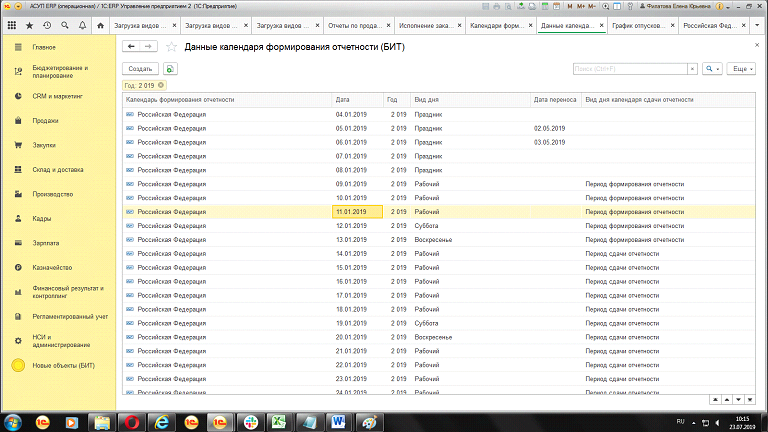 АСУП ERP (операционная) / 1С:ERP Управление предприятием 2 (1С:Предприятие)
M M+ M-
Филатова Елена Юрьевна
Загрузка видов ... × Загрузка видов ... × Загрузка видов ... × Отчеты по прода... × Исполнение зака... × Календари форм... × Данные календа... × График отпусков... × Российская Феде... ×
Данные календаря формирования отчетности (БИТ)
Создать
Поиск (Ctrl+F)
Еще
Год: 2 019
Календарь формирования отчетности Дата Год Вид дня Дата переноса Вид дня календаря сдачи отчетности
Российская Федерация 04.01.2019 2 019 Праздник
Российская Федерация 05.01.2019 2 019 Праздник 02.05.2019
Российская Федерация 06.01.2019 2 019 Праздник 03.05.2019
Российская Федерация 07.01.2019 2 019 Праздник
Российская Федерация 08.01.2019 2 019 Праздник
Российская Федерация 09.01.2019 2 019 Рабочий Период формирования отчетности
Российская Федерация 10.01.2019 2 019 Рабочий Период формирования отчетности
Российская Федерация 11.01.2019 2 019 Рабочий Период формирования отчетности
Российская Федерация 12.01.2019 2 019 Суббота Период формирования отчетности
Российская Федерация 13.01.2019 2 019 Воскресенье Период формирования отчетности
Российская Федерация 14.01.2019 2 019 Рабочий Период сдачи отчетности
Российская Федерация 15.01.2019 2 019 Рабочий Период сдачи отчетности
Российская Федерация 16.01.2019 2 019 Рабочий Период сдачи отчетности
Российская Федерация 17.01.2019 2 019 Рабочий Период сдачи отчетности
Российская Федерация 18.01.2019 2 019 Рабочий Период сдачи отчетности
Российская Федерация 19.01.2019 2 019 Суббота Период сдачи отчетности
Российская Федерация 20.01.2019 2 019 Воскресенье Период сдачи отчетности
Российская Федерация 21.01.2019 2 019 Рабочий Период сдачи отчетности
Российская Федерация 22.01.2019 2 019 Рабочий Период сдачи отчетности
Российская Федерация 23.01.2019 2 019 Рабочий Период сдачи отчетности
Российская Федерация 24.01.2019 2 019 Рабочий Период сдачи отчетности
Главное
Бюджетирование и
планирование
CRM и маркетинг
Продажи
Закупки
Склад и доставка
Производство
Кадры
Зарплата
Казначейство
Финансовый результат и
контроллинг
Регламентированный учет
НСИ и
администрирование
Новые объекты (БИТ)
RU
10:15
23.07.2019